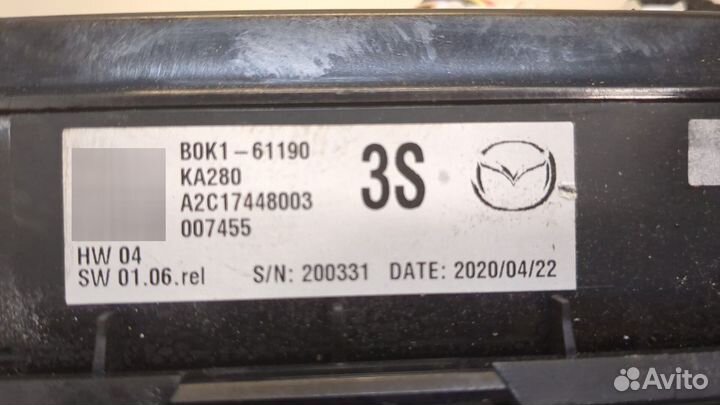 B0K1-61190
KA280
A2C17448003
007455
3S
HW 04
SW 01.06.rel
S/N: 200331 DATE: 2020/04/22
Avito